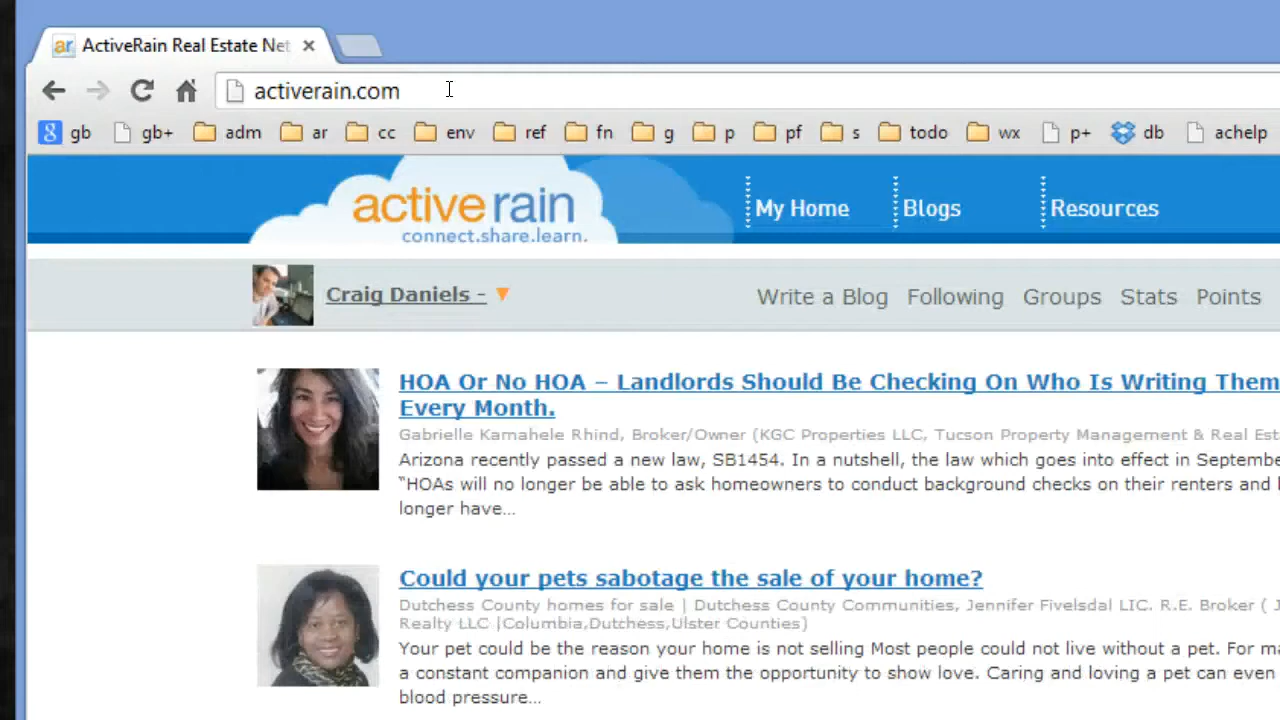 ar ActiveRain Real Estate Net
activerain.com
gb gb+ adm ar cc env ref fn g p pf s todo wx p+ db achelp
active rain
connect.share.learn.
My Home Blogs Resources
Craig Daniels - Write a Blog Following Groups Stats Points
HOA Or No HOA – Landlords Should Be Checking On Who Is Writing Them
Every Month.
Gabrielle Kamahele Rhind, Broker/Owner (KGC Properties LLC, Tucson Property Management & Real Est
Arizona recently passed a new law, SB1454. In a nutshell, the law which goes into effect in Septembe
"HOAs will no longer be able to ask homeowners to conduct background checks on their renters and
longer have...
Could your pets sabotage the sale of your home?
Dutchess County homes for sale | Dutchess County Communities, Jennifer Fivelsdal LIC. R.E. Broker ( J
Realty LLC |Columbia,Dutchess,Ulster Counties)
Your pet could be the reason your home is not selling Most people could not live without a pet. For ma
a constant companion and give them the opportunity to show love. Caring and loving a pet can even
blood pressure...